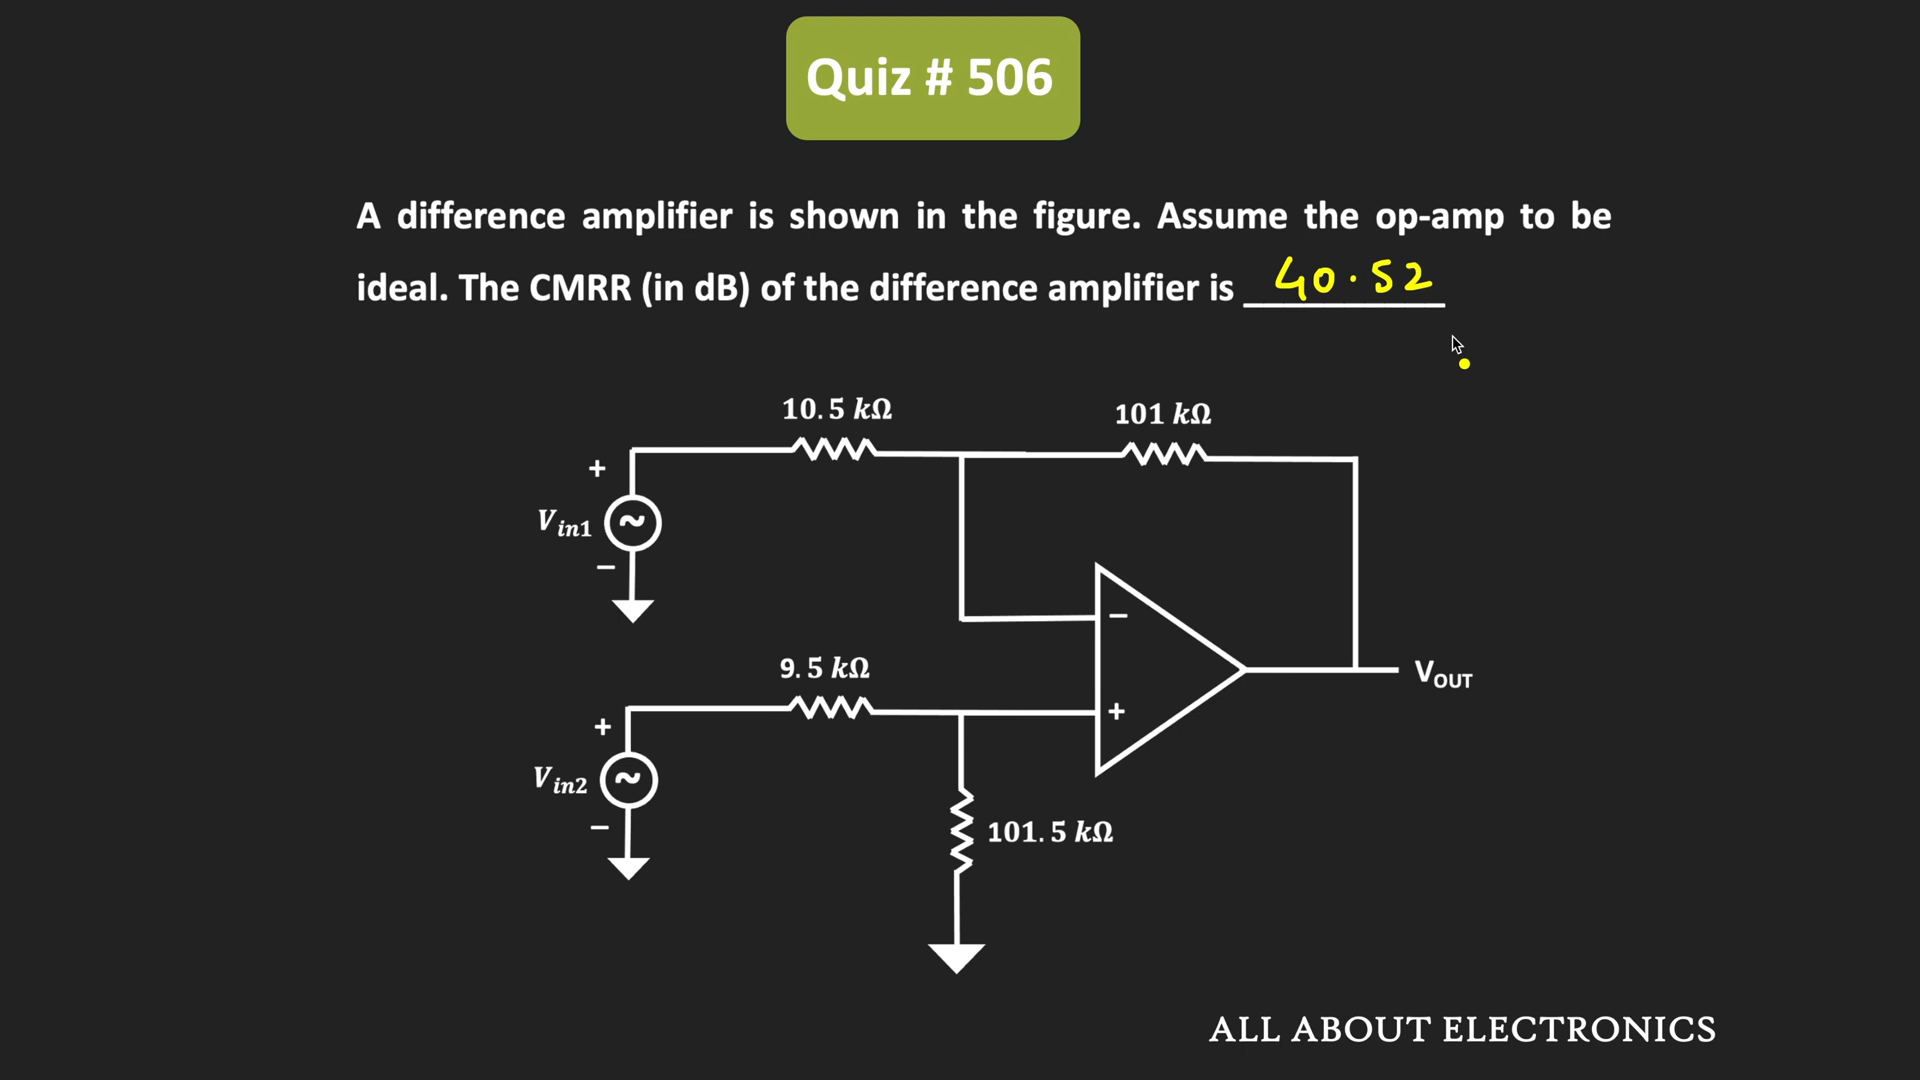 Quiz # 506
A difference amplifier is shown in the figure. Assume the op-amp to be
ideal. The CMRR (in dB) of the difference amplifier is 40.52
10.5 kΩ
101 kΩ
+
Vin1
−
−
9.5 kΩ
VOUT
+
+
Vin2
−
101.5 kΩ
ALL ABOUT ELECTRONICS